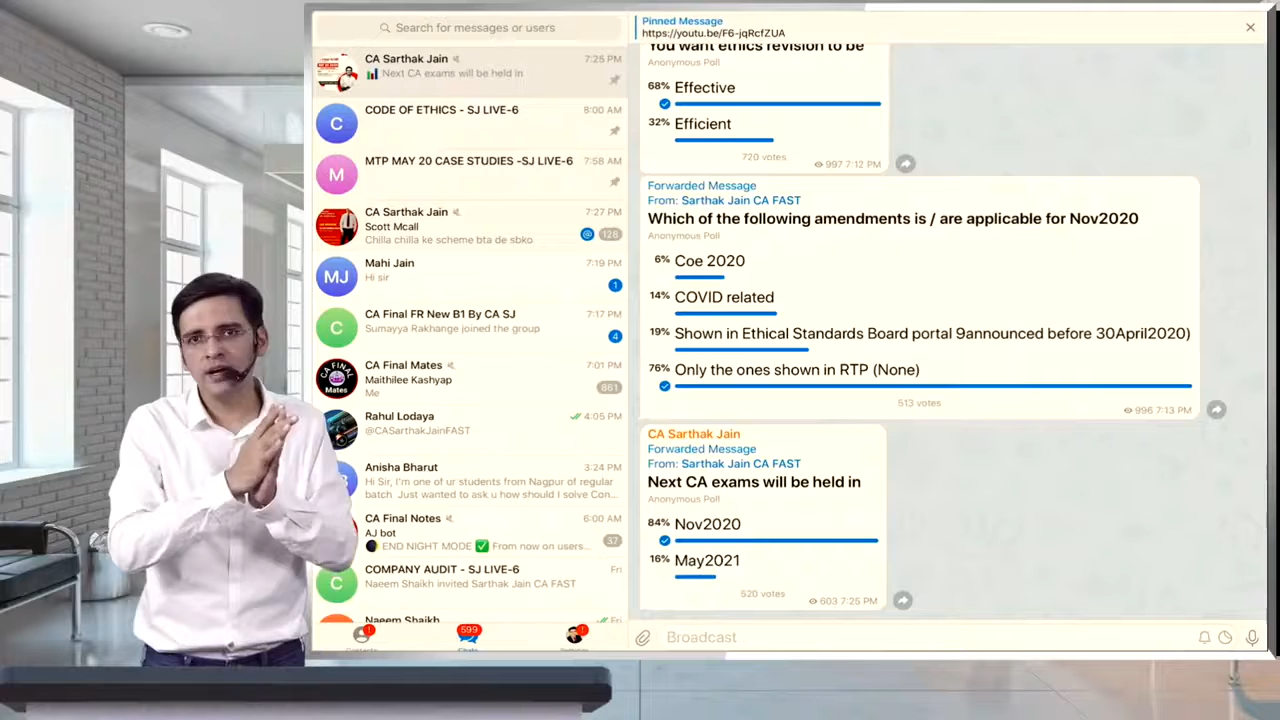 Search for messages or users
CA Sarthak Jain
7:25 PM
Next CA exams will be held in
C
CODE OF ETHICS - SJ LIVE-6
8:00 AM
M
MTP MAY 20 CASE STUDIES -SJ LIVE-6
7:58 AM
CA Sarthak Jain
7:27 PM
Scott Mcall
Chilla chilla ke scheme bta de sbko
@ 128
MJ
Mahi Jain
7:19 PM
Hi sir
1
C
CA Final FR New B1 By CA SJ
7:17 PM
Sumayya Rakhange joined the group
4
CA FINAL
Mates
CA Final Mates
7:01 PM
Maithilee Kashyap
Me
861
Rahul Lodaya
4:05 PM
@CASarthakJainFAST
Anisha Bharut
3:24 PM
Hi Sir, I'm one of ur students from Nagpur of regular
batch Just wanted to ask u how should I solve Con...
CA Final Notes
6:00 AM
AJ bot
END NIGHT MODE ✅ From now on users...
37
C
COMPANY AUDIT - SJ LIVE-6
Fri
Naeem Shaikh invited Sarthak Jain CA FAST
Naeem Shaikh
Fri
1
599
1
Chats
Pinned Message
https://youtu.be/F6-jqRcfZUA
You want ethics revision to be
Anonymous Poll
68% Effective
32% Efficient
720 votes
997 7:12 PM
Forwarded Message
From: Sarthak Jain CA FAST
Which of the following amendments is / are applicable for Nov2020
Anonymous Poll
6% Coe 2020
14% COVID related
19% Shown in Ethical Standards Board portal 9announced before 30April2020)
76% Only the ones shown in RTP (None)
513 votes
996 7:13 PM
CA Sarthak Jain
Forwarded Message
From: Sarthak Jain CA FAST
Next CA exams will be held in
Anonymous Poll
84% Nov2020
16% May2021
520 votes
603 7:25 PM
Broadcast